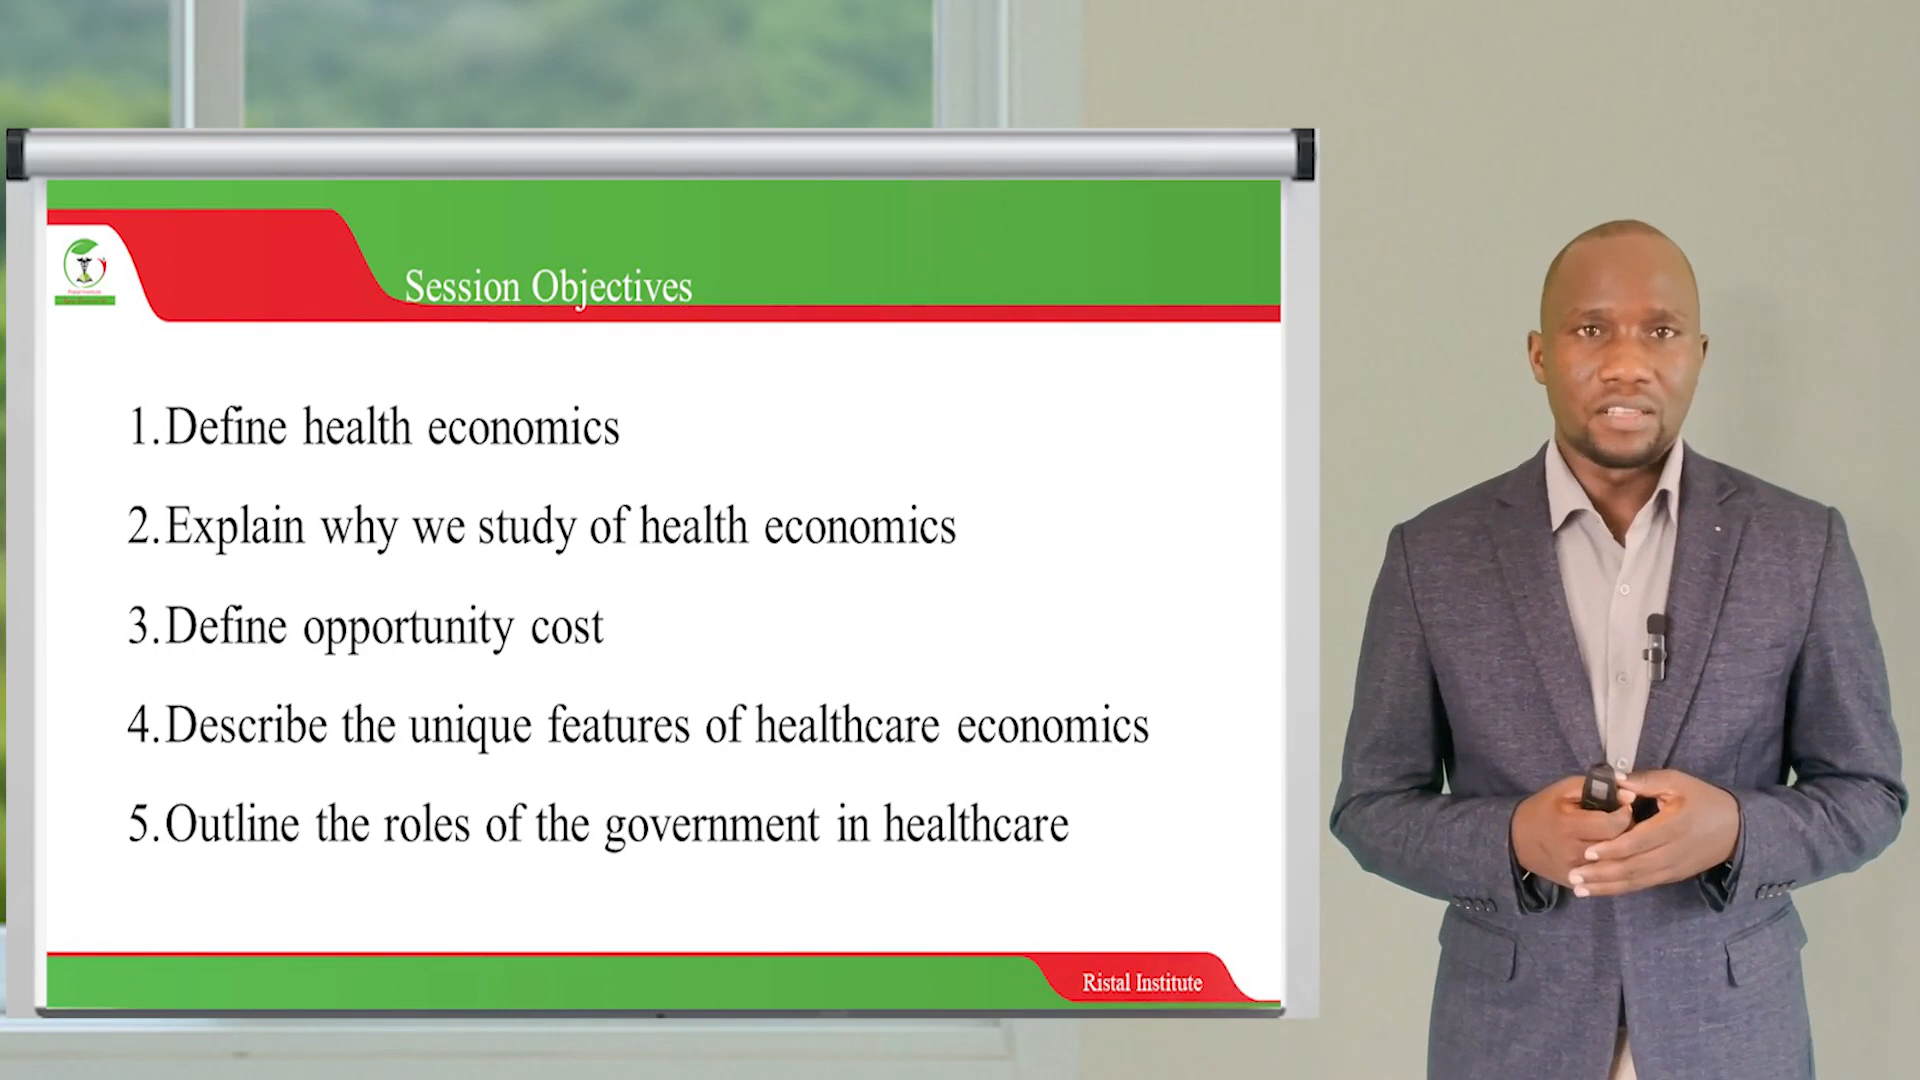 Session Objectives
1.Define health economics
2.Explain why we study of health economics
3.Define opportunity cost
4.Describe the unique features of healthcare economics
5.Outline the roles of the government in healthcare
Ristal Institute